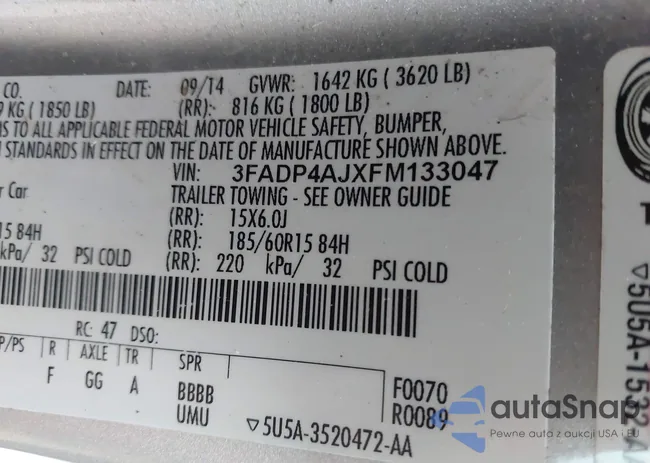 CO. DATE: 09/14 GVWR: 1642 KG ( 3620 LB)
9 KG ( 1850 LB) (RR): 816 KG ( 1800 LB)
IS TO ALL APPLICABLE FEDERAL MOTOR VEHICLE SAFETY, BUMPER,
STANDARDS IN EFFECT ON THE DATE OF MANUFACTURE SHOWN ABOVE.
VIN: 3FADP4AJXFM133047
r Car TRAILER TOWING - SEE OWNER GUIDE
(RR): 15X6.0J
15 84H (RR): 185/60R15 84H
kPa/ 32 PSI COLD (RR): 220 kPa/ 32 PSI COLD
RC: 47 DSO:
P/PS R AXLE TR SPR
F GG A BBBB F0070
UMU R0089
▽5U5A-3520472-AA
▽5U5A-1532
autoSnap
Pewne auta z aukcji USA i EU